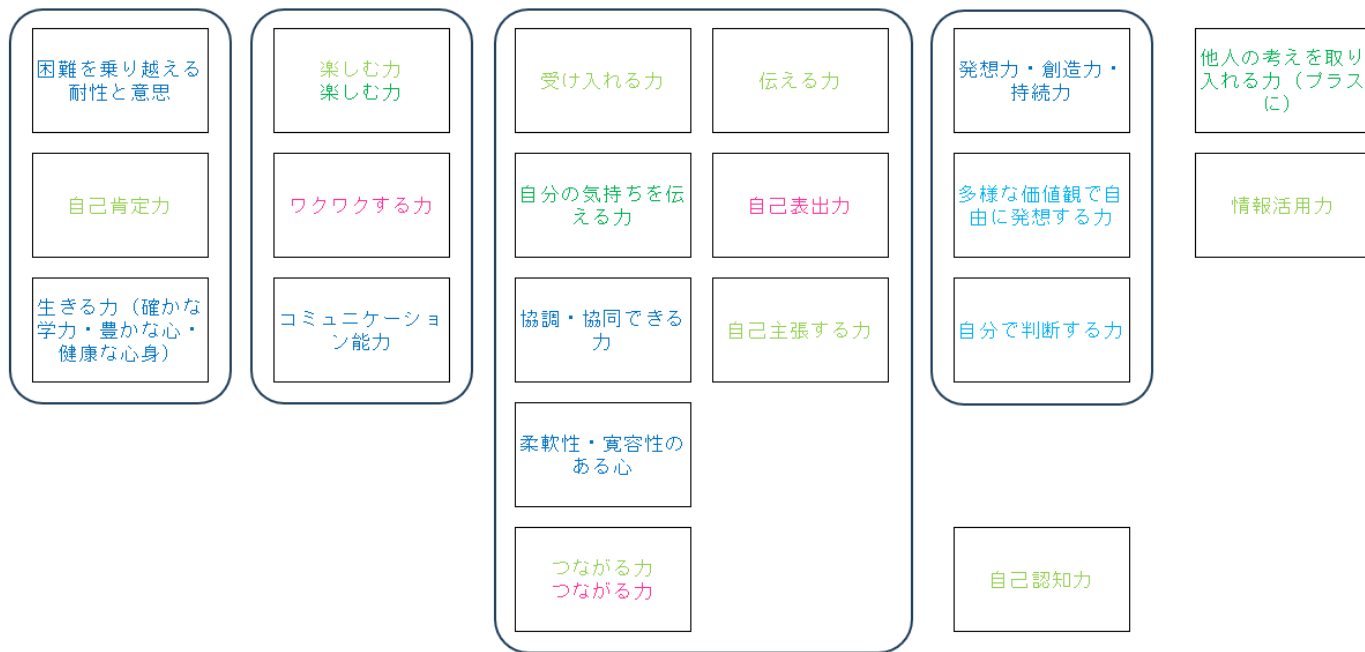 困難を乗り越える
耐性と意思
自己肯定力
生きる力（確かな
学力・豊かな心・
健康な心身）
楽しむ力
楽しむ力
ワクワクする力
コミュニケーショ
ン能力
受け入れる力
伝える力
自分の気持ちを伝
える力
自己表出力
協調・協同できる
力
自己主張する力
柔軟性・寛容性の
ある心
つながる力
つながる力
発想力・創造力・
持続力
多様な価値観で自
由に発想する力
自分で判断する力
自己認知力
他人の考えを取り
入れる力（プラス
に）
情報活用力